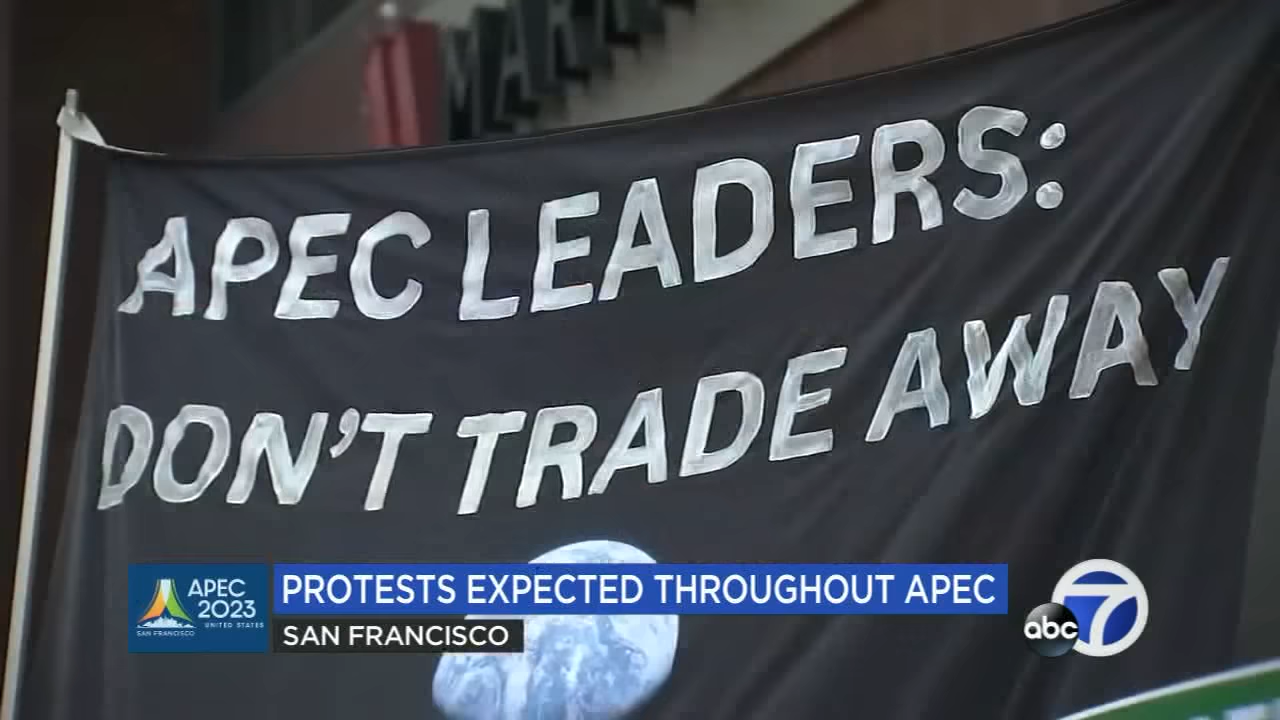 MAR
APEC LEADERS:
DON'T TRADE AWAY
APEC
2023
UNITED STATES
SAN FRANCISCO
PROTESTS EXPECTED THROUGHOUT APEC
SAN FRANCISCO
abc 7